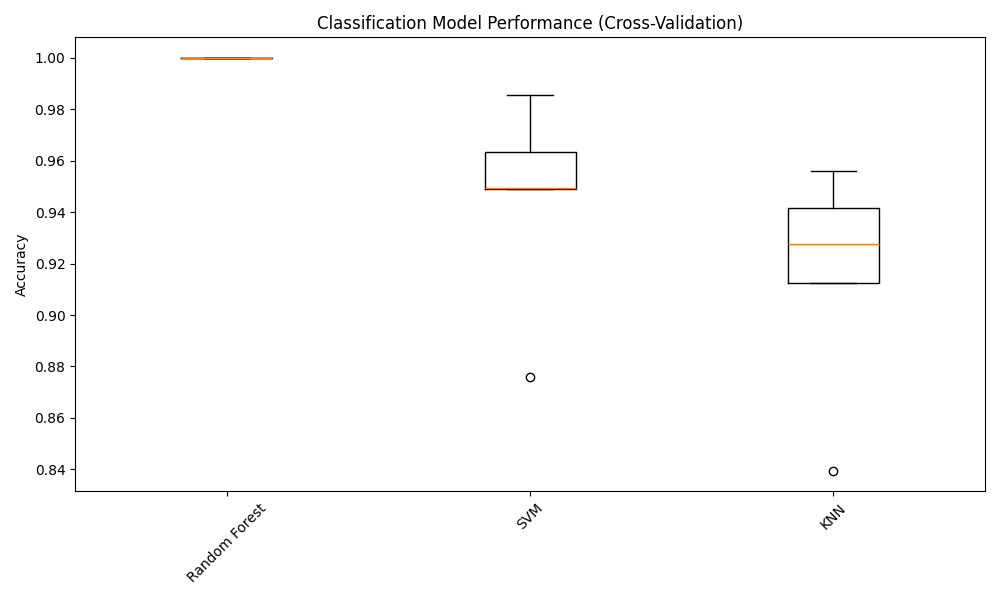 Classification Model Performance (Cross-Validation)
Accuracy
1.00
0.98
0.96
0.94
0.92
0.90
0.88
0.86
0.84
Random Forest
SVM
KNN